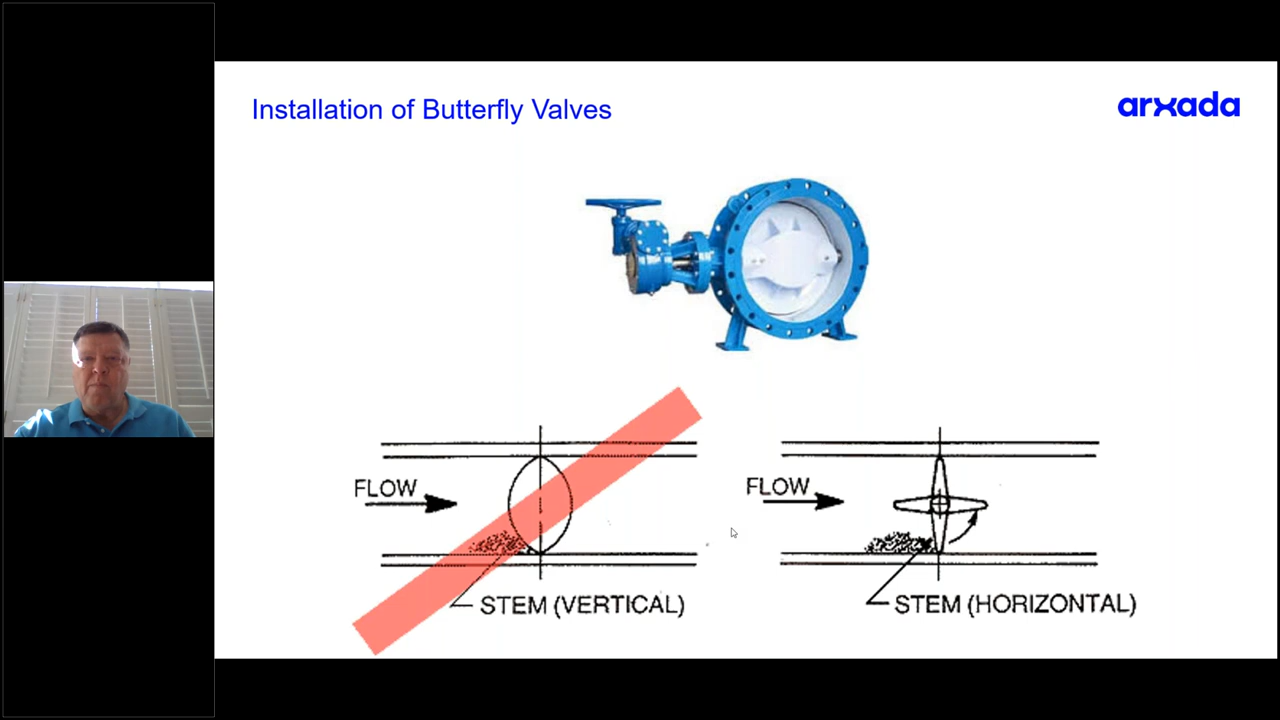 Installation of Butterfly Valves
arxada
FLOW
FLOW
STEM (VERTICAL)
STEM (HORIZONTAL)